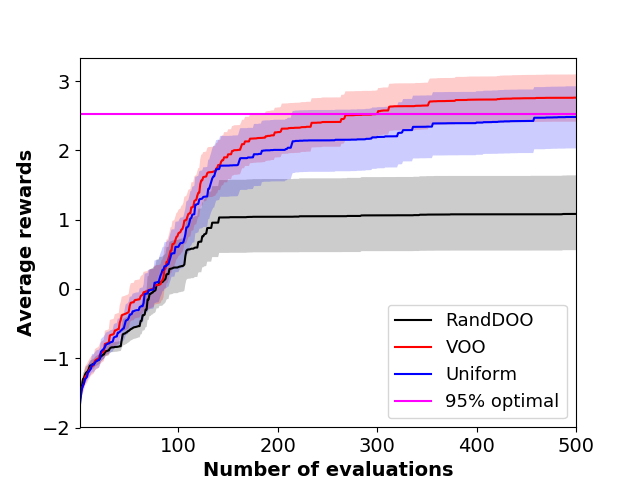 3
2
1
0
−1
−2
Average rewards
100
200
300
400
500
Number of evaluations
RandDOO
VOO
Uniform
95% optimal